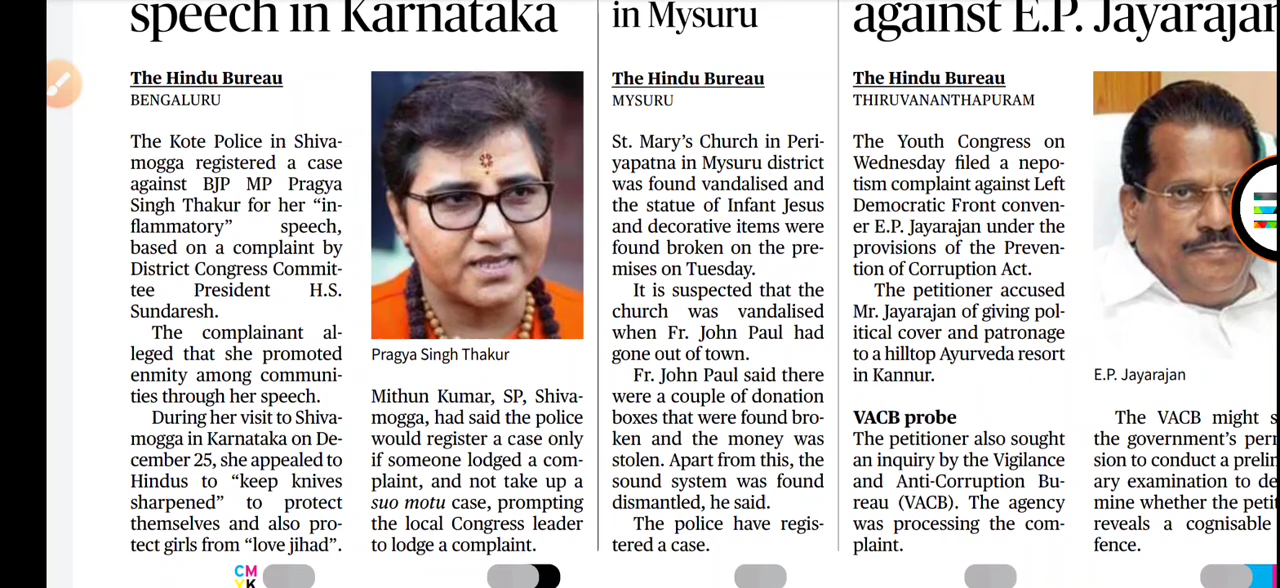 speech in Karnataka
The Hindu Bureau
BENGALURU
The Kote Police in Shiva-
mogga registered a case
against BJP MP Pragya
Singh Thakur for her “in-
flammatory” speech,
based on a complaint by
District Congress Commit-
tee President H.S.
Sundaresh.
The complainant al-
leged that she promoted
enmity among communi-
ties through her speech.
During her visit to Shiva-
mogga in Karnataka on De-
cember 25, she appealed to
Hindus to “keep knives
sharpened” to protect
themselves and also pro-
tect girls from “love jihad”.
Pragya Singh Thakur
Mithun Kumar, SP, Shiva-
mogga, had said the police
would register a case only
if someone lodged a com-
plaint, and not take up a
suo motu case, prompting
the local Congress leader
to lodge a complaint.
in Mysuru
The Hindu Bureau
MYSURU
St. Mary’s Church in Peri-
yapatna in Mysuru district
was found vandalised and
the statue of Infant Jesus
and decorative items were
found broken on the pre-
mises on Tuesday.
It is suspected that the
church was vandalised
when Fr. John Paul had
gone out of town.
Fr. John Paul said there
were a couple of donation
boxes that were found bro-
ken and the money was
stolen. Apart from this, the
sound system was found
dismantled, he said.
The police have regis-
tered a case.
against E.P. Jayarajan
The Hindu Bureau
THIRUVANANTHAPURAM
The Youth Congress on
Wednesday filed a nepo-
tism complaint against Left
Democratic Front conven-
er E.P. Jayarajan under the
provisions of the Preven-
tion of Corruption Act.
The petitioner accused
Mr. Jayarajan of giving pol-
itical cover and patronage
to a hilltop Ayurveda resort
in Kannur.
VACB probe
The petitioner also sought
an inquiry by the Vigilance
and Anti-Corruption Bu-
reau (VACB). The agency
was processing the com-
plaint.
E.P. Jayarajan
The VACB might
the government’s
sion to conduct a
ary examination to
mine whether the
reveals a cognisable
fence.
CM
YK